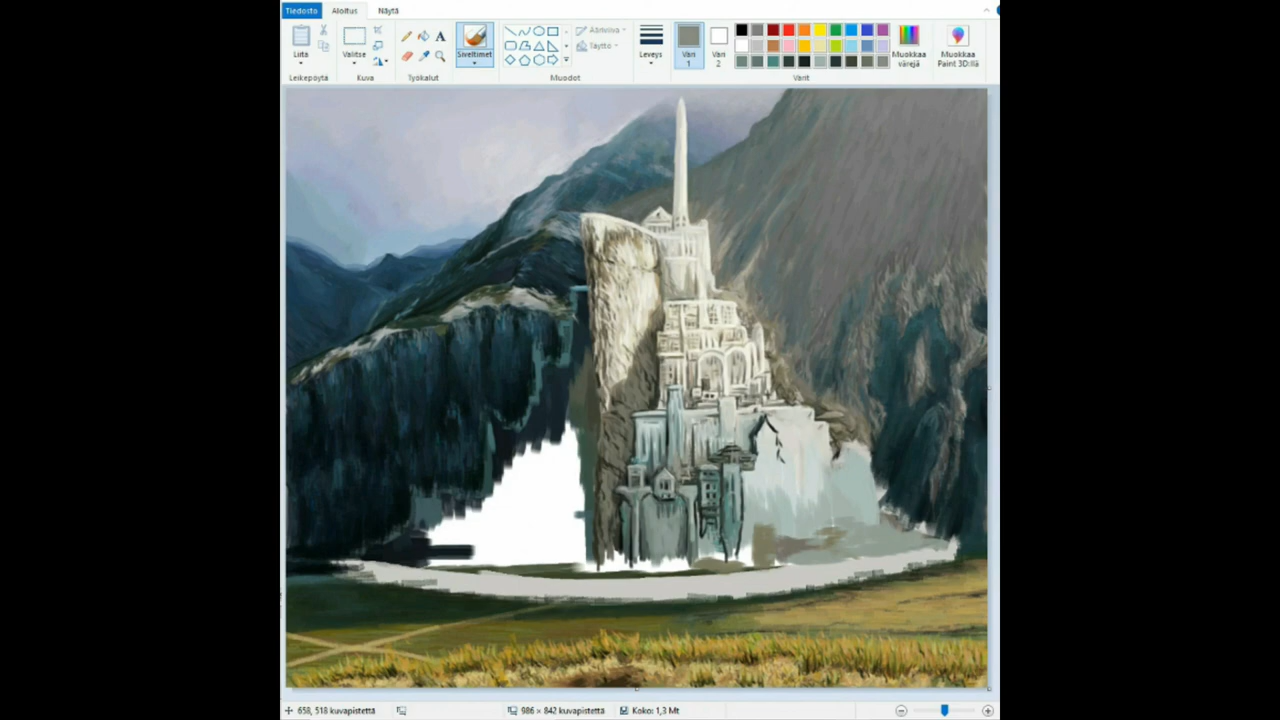 Tiedosto Aloitus Näytä
Liitä
Valitse
A
Siveltimet
Ääriviiva
Täyttö
Leveys
Väri 1
Väri 2
Muokkaa värejä
Muokkaa Paint 3D:llä
Leikepöytä Kuva Työkalut Muodot Värit
658, 518 kuvapistettä 986 × 842 kuvapistettä Koko: 1,3 Mt